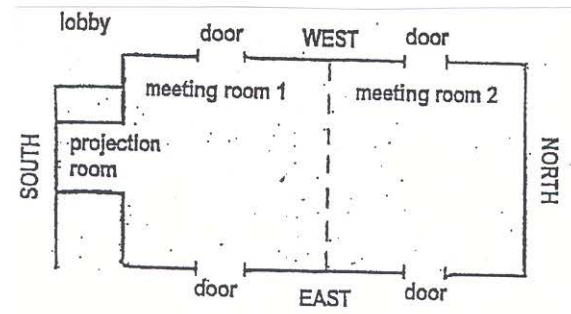 lobby
door
WEST
door
meeting room 1
meeting room 2
projection
room
SOUTH
NORTH
door
EAST
door